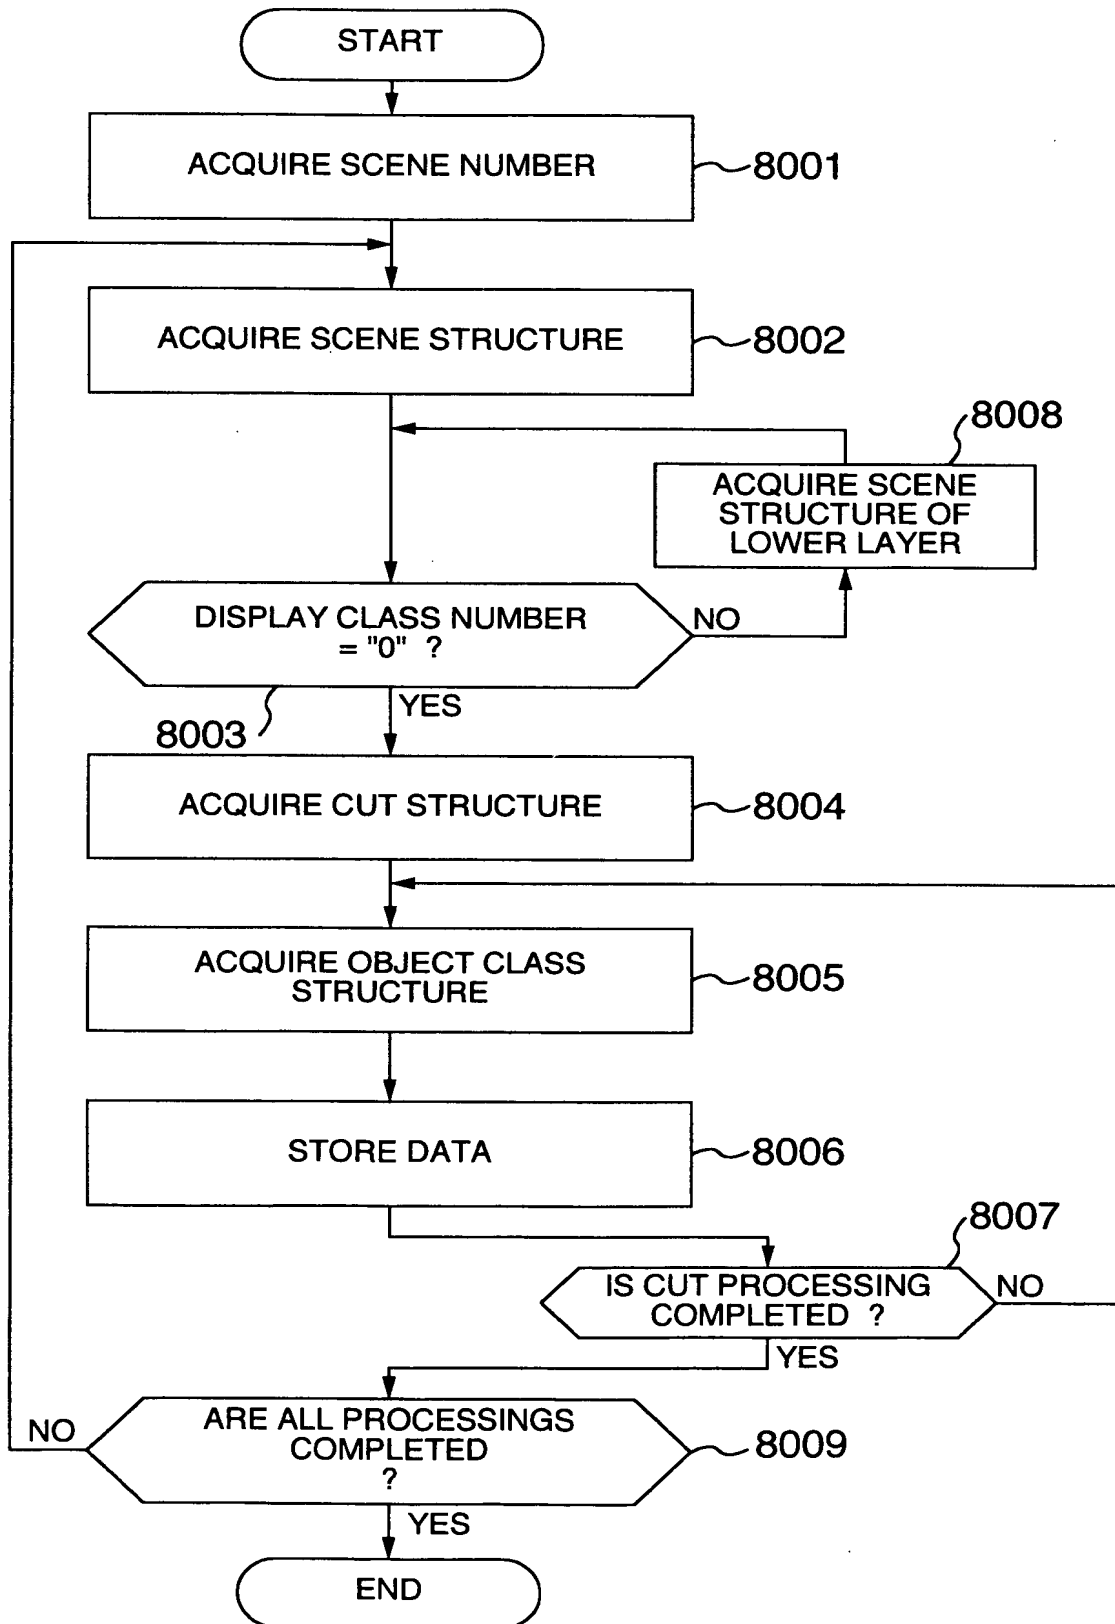 START
ACQUIRE SCENE NUMBER
8001
ACQUIRE SCENE STRUCTURE
8002
8008
ACQUIRE SCENE
STRUCTURE OF
LOWER LAYER
DISPLAY CLASS NUMBER
= "0" ?
NO
YES
8003
ACQUIRE CUT STRUCTURE
8004
ACQUIRE OBJECT CLASS
STRUCTURE
8005
STORE DATA
8006
8007
IS CUT PROCESSING
COMPLETED ?
NO
YES
NO
ARE ALL PROCESSINGS
COMPLETED
?
8009
YES
END